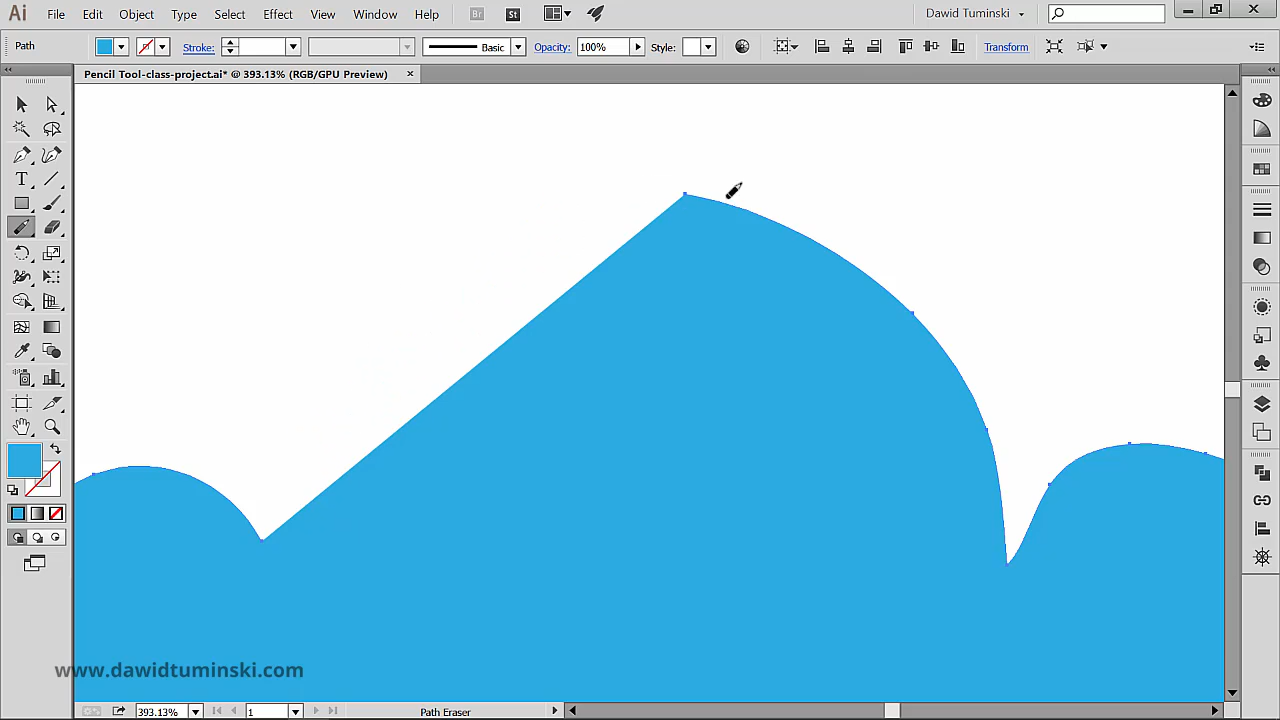 Ai File Edit Object Type Select Effect View Window Help Br St Dawid Tuminski
Path Stroke: Basic Opacity: 100% Style: Transform
Pencil Tool-class-project.ai* @ 393.13% (RGB/GPU Preview) ×
T
www.dawidtuminski.com
393.13% 1 Path Eraser